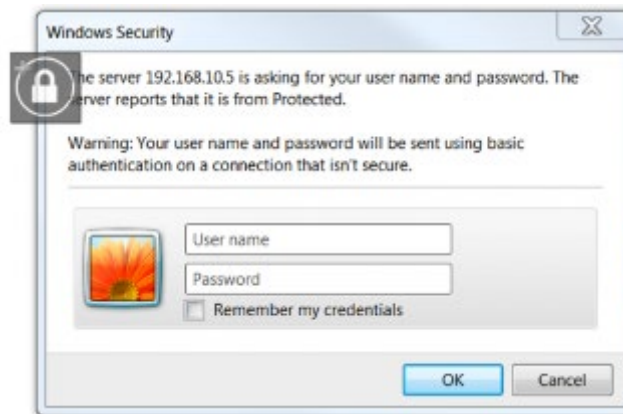 Windows Security
The server 192.168.10.5 is asking for your user name and password. The
server reports that it is from Protected.
Warning: Your user name and password will be sent using basic
authentication on a connection that isn't secure.
User name
Password
Remember my credentials
OK
Cancel